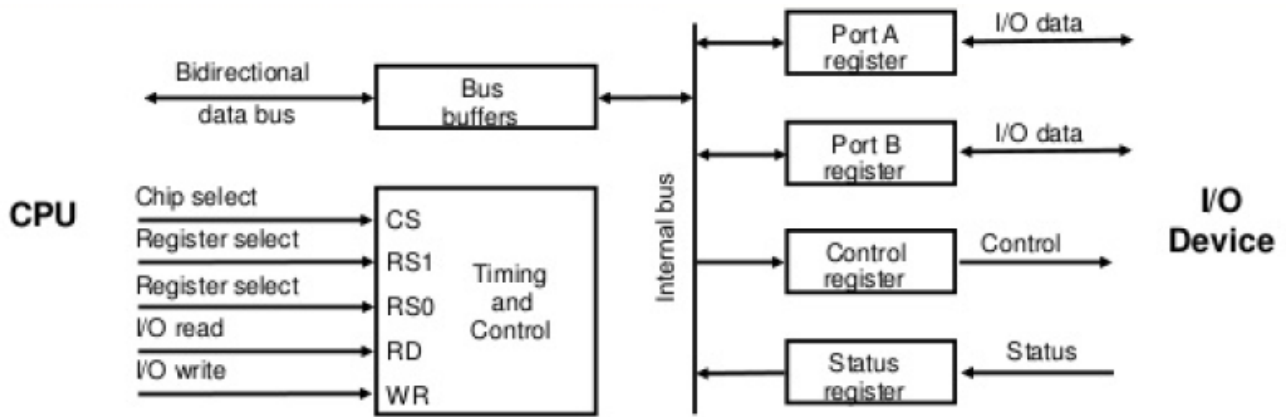 CPU
Bidirectional
data bus
Bus
buffers
Chip select
Register select
Register select
I/O read
I/O write
CS
RS1
RS0
RD
WR
Timing
and
Control
Internal bus
Port A
register
I/O data
Port B
register
I/O data
Control
register
Control
Status
register
Status
I/O
Device